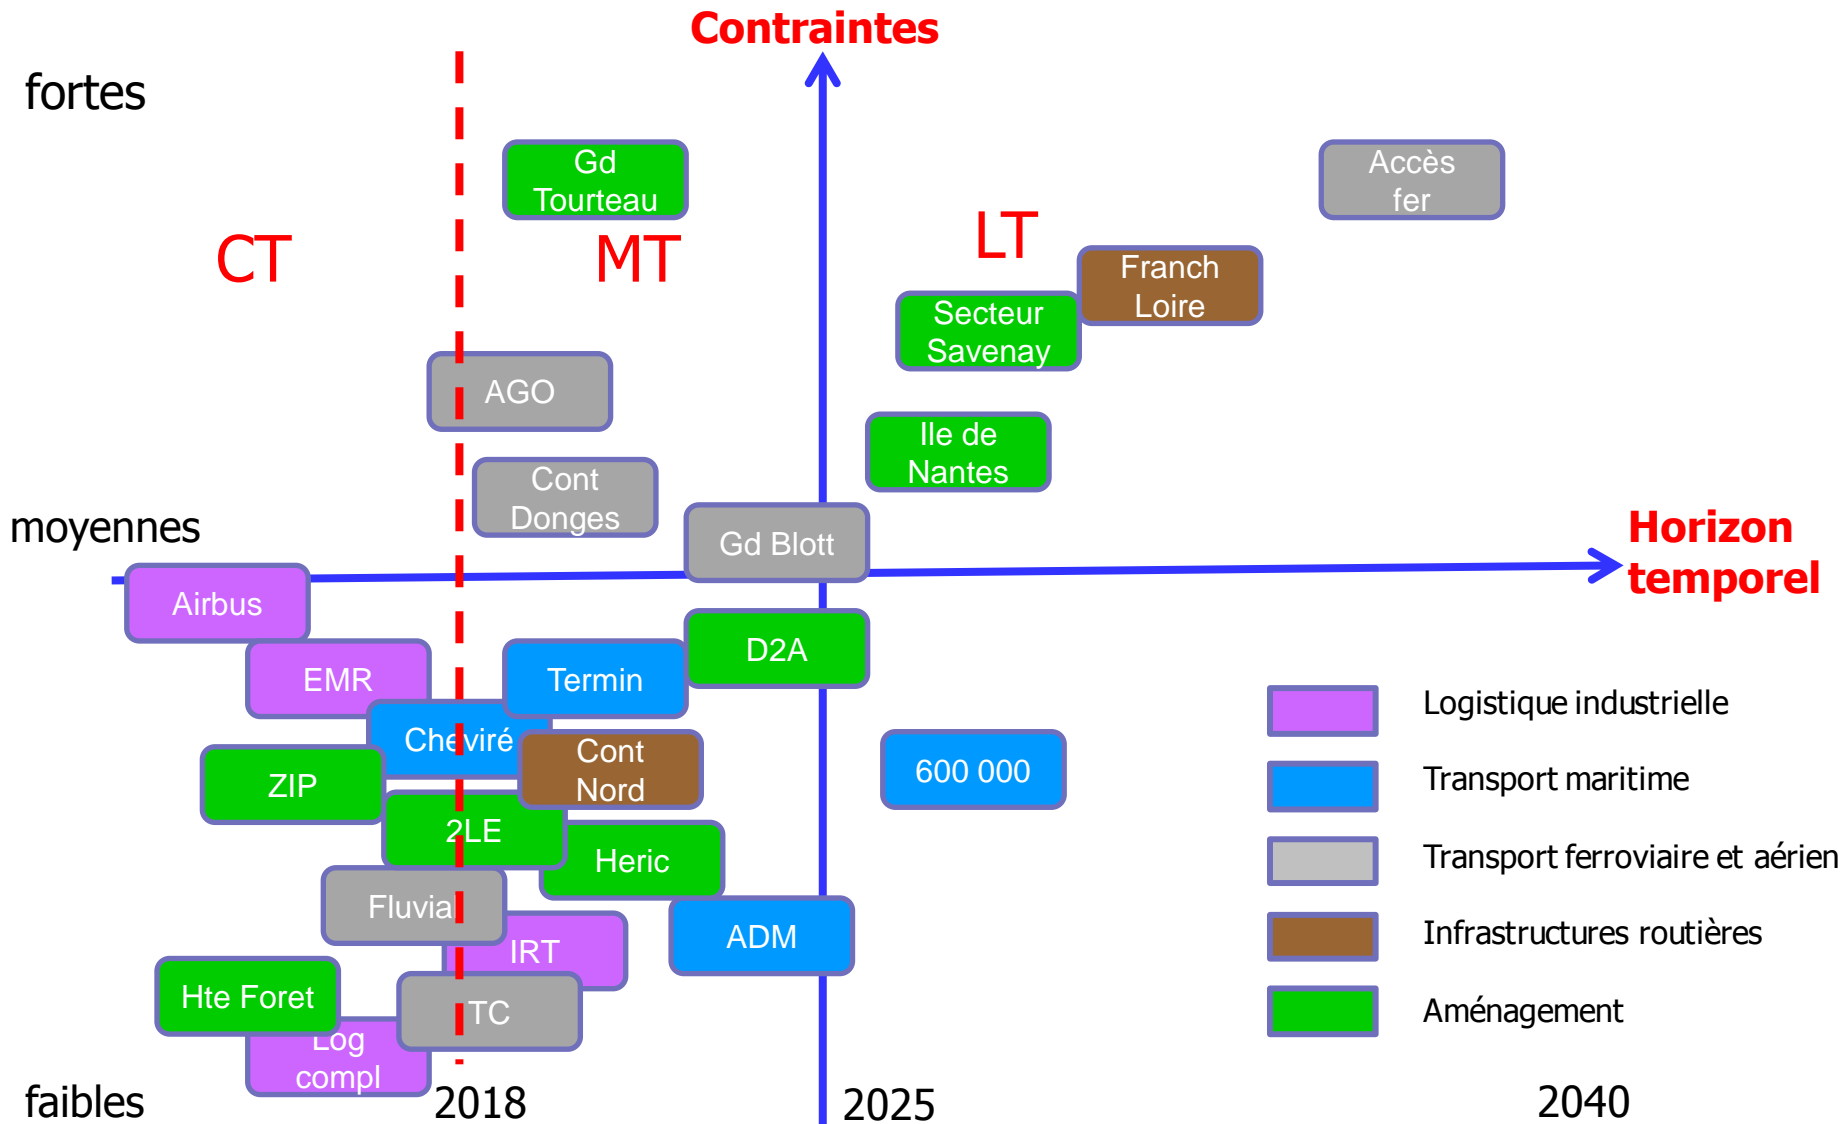 Contraintes
fortes
Gd
Tourteau
Accès
fer
CT
MT
LT
Franch
Loire
Secteur
Savenay
AGO
Ile de
Nantes
Cont
Donges
moyennes
Gd Blott
Horizon
temporel
Airbus
EMR
Termin
D2A
Cheviré
Cont
Nord
ZIP
600 000
2LE
Heric
Fluvial
IRT
ADM
Hte Foret
TC
Log
compl
Logistique industrielle
Transport maritime
Transport ferroviaire et aérien
Infrastructures routières
Aménagement
faibles
2018
2025
2040